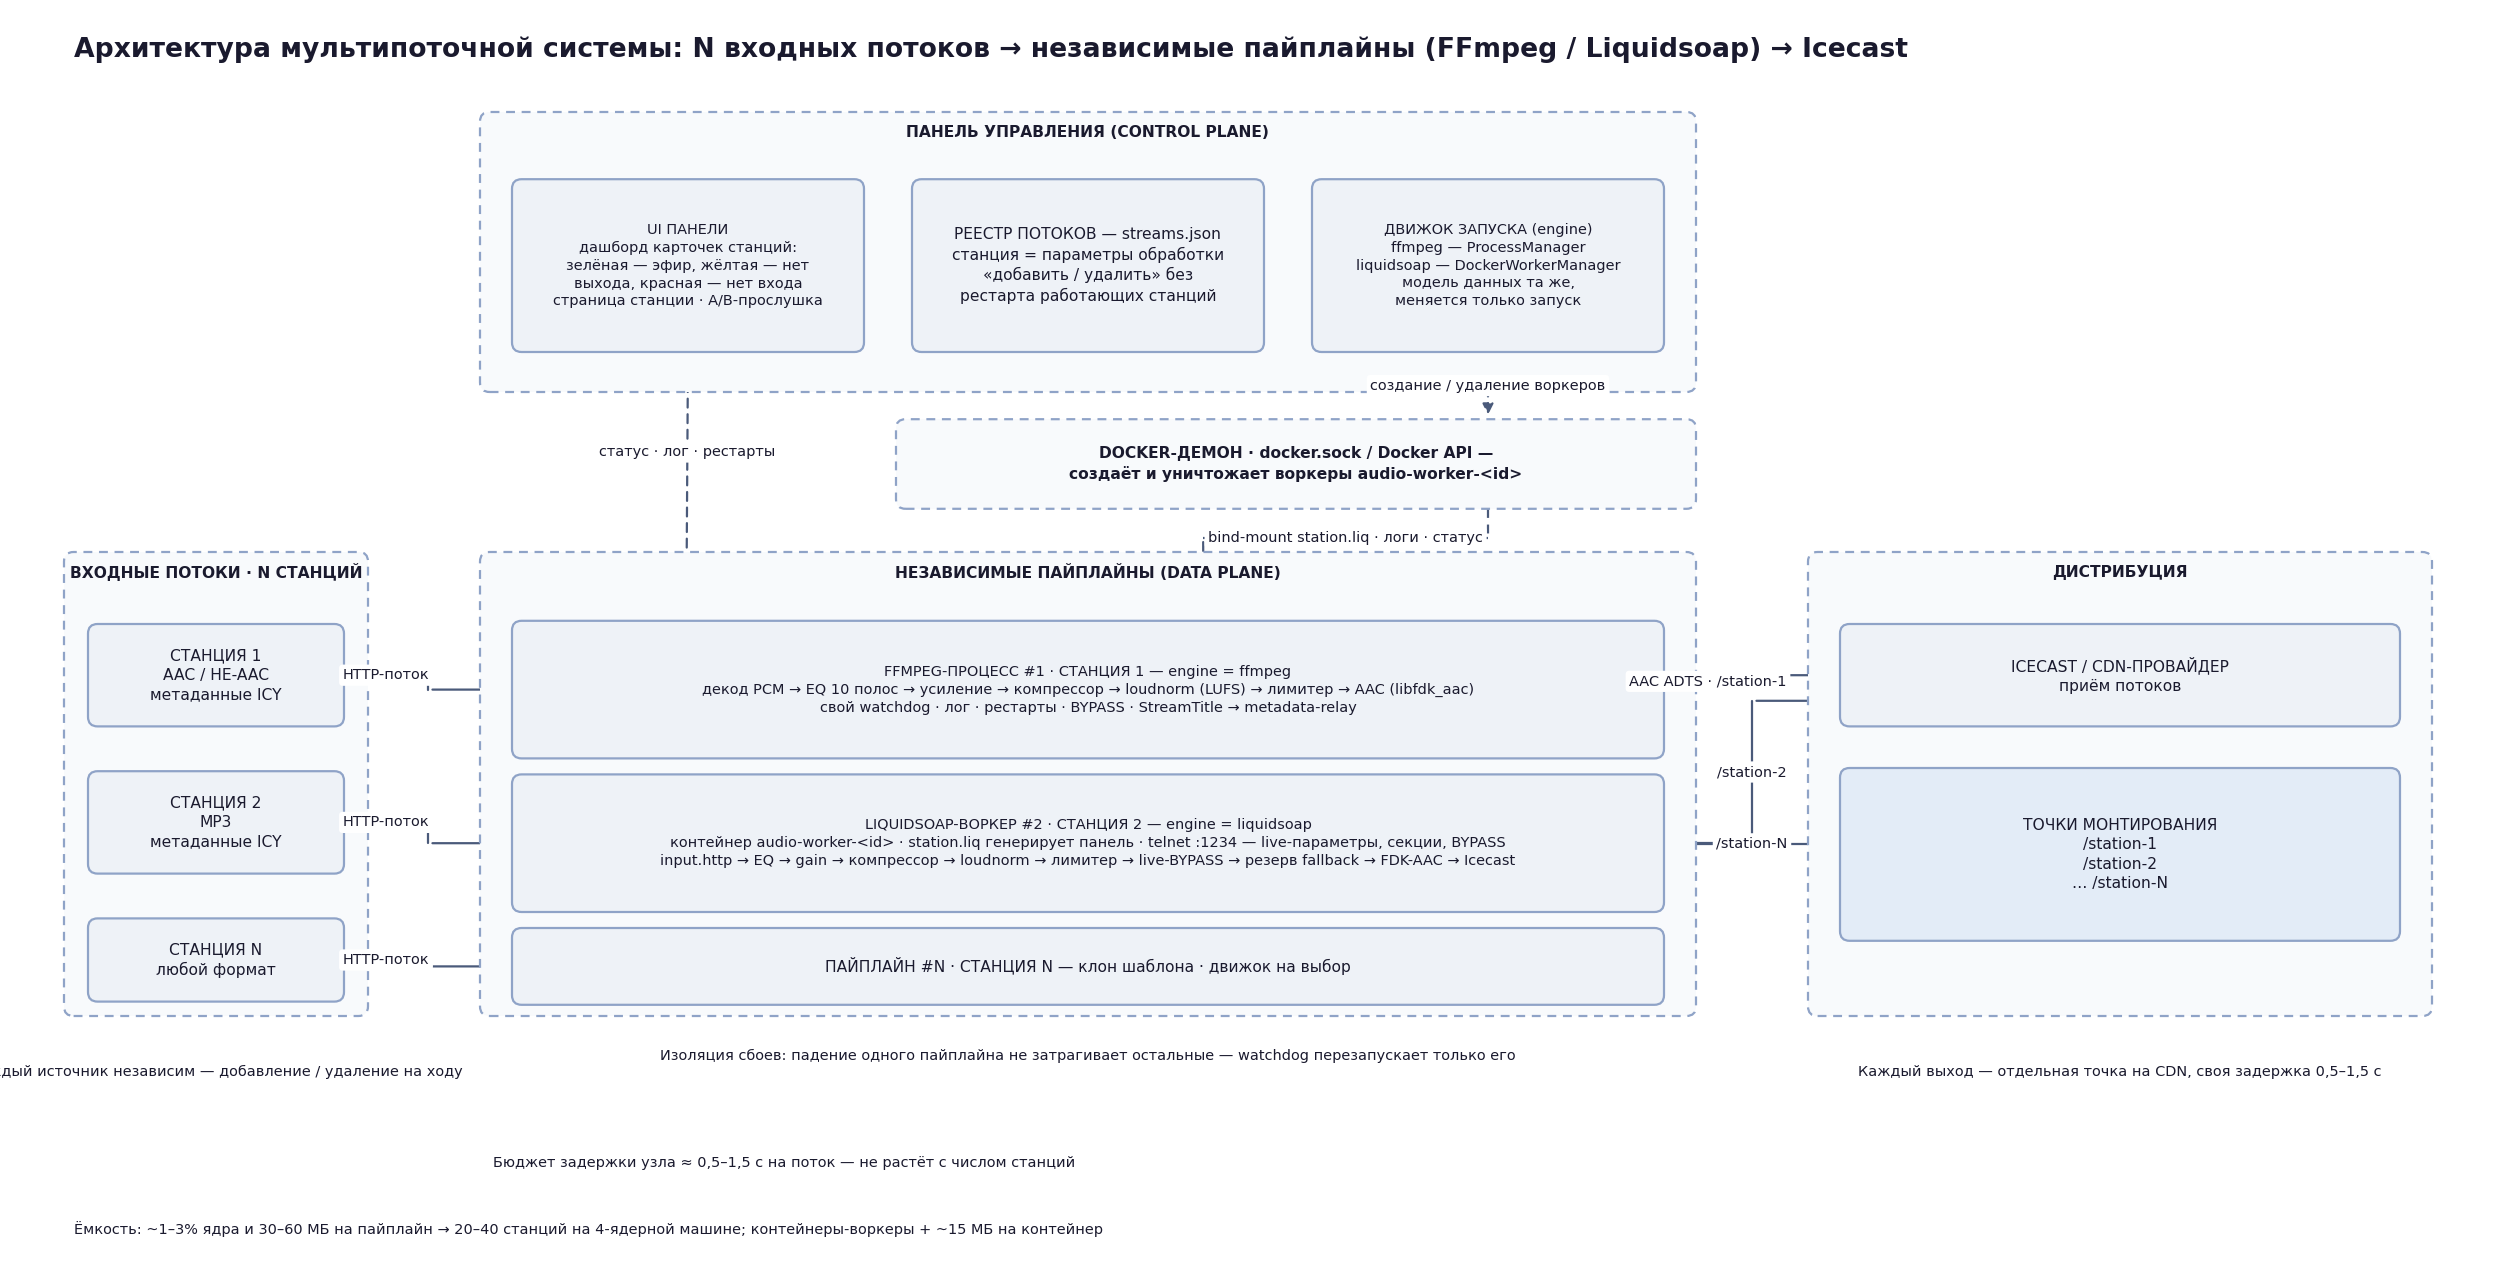 Архитектура мультипоточной системы: N входных потоков → независимые пайплайны (FFmpeg / Liquidsoap) → Icecast
ПАНЕЛЬ УПРАВЛЕНИЯ (CONTROL PLANE)
UI ПАНЕЛИ
дашборд карточек станций:
зелёная — эфир, жёлтая — нет
выхода, красная — нет входа
страница станции · A/B-прослушка
РЕЕСТР ПОТОКОВ — streams.json
станция = параметры обработки
«добавить / удалить» без
рестарта работающих станций
ДВИЖОК ЗАПУСКА (engine)
ffmpeg — ProcessManager
liquidsoap — DockerWorkerManager
модель данных та же,
меняется только запуск
создание / удаление воркеров
статус · лог · рестарты
DOCKER-ДЕМОН · docker.sock / Docker API —
создаёт и уничтожает воркеры audio-worker-<id>
bind-mount station.liq · логи · статус
ВХОДНЫЕ ПОТОКИ · N СТАНЦИЙ
СТАНЦИЯ 1
AAC / HE-AAC
метаданные ICY
СТАНЦИЯ 2
MP3
метаданные ICY
СТАНЦИЯ N
любой формат
HTTP-поток
HTTP-поток
HTTP-поток
НЕЗАВИСИМЫЕ ПАЙПЛАЙНЫ (DATA PLANE)
FFMPEG-ПРОЦЕСС #1 · СТАНЦИЯ 1 — engine = ffmpeg
декод PCM → EQ 10 полос → усиление → компрессор → loudnorm (LUFS) → лимитер → AAC (libfdk_aac)
свой watchdog · лог · рестарты · BYPASS · StreamTitle → metadata-relay
LIQUIDSOAP-ВОРКЕР #2 · СТАНЦИЯ 2 — engine = liquidsoap
контейнер audio-worker-<id> · station.liq генерирует панель · telnet :1234 — live-параметры, секции, BYPASS
input.http → EQ → gain → компрессор → loudnorm → лимитер → live-BYPASS → резерв fallback → FDK-AAC → Icecast
ПАЙПЛАЙН #N · СТАНЦИЯ N — клон шаблона · движок на выбор
AAC ADTS · /station-1
/station-2
/station-N
ДИСТРИБУЦИЯ
ICECAST / CDN-ПРОВАЙДЕР
приём потоков
ТОЧКИ МОНТИРОВАНИЯ
/station-1
/station-2
… /station-N
Изоляция сбоев: падение одного пайплайна не затрагивает остальные — watchdog перезапускает только его
источник независим — добавление / удаление на ходу
Каждый выход — отдельная точка на CDN, своя задержка 0,5–1,5 с
Бюджет задержки узла ≈ 0,5–1,5 с на поток — не растёт с числом станций
Ёмкость: ~1–3% ядра и 30–60 МБ на пайплайн → 20–40 станций на 4-ядерной машине; контейнеры-воркеры + ~15 МБ на контейнер